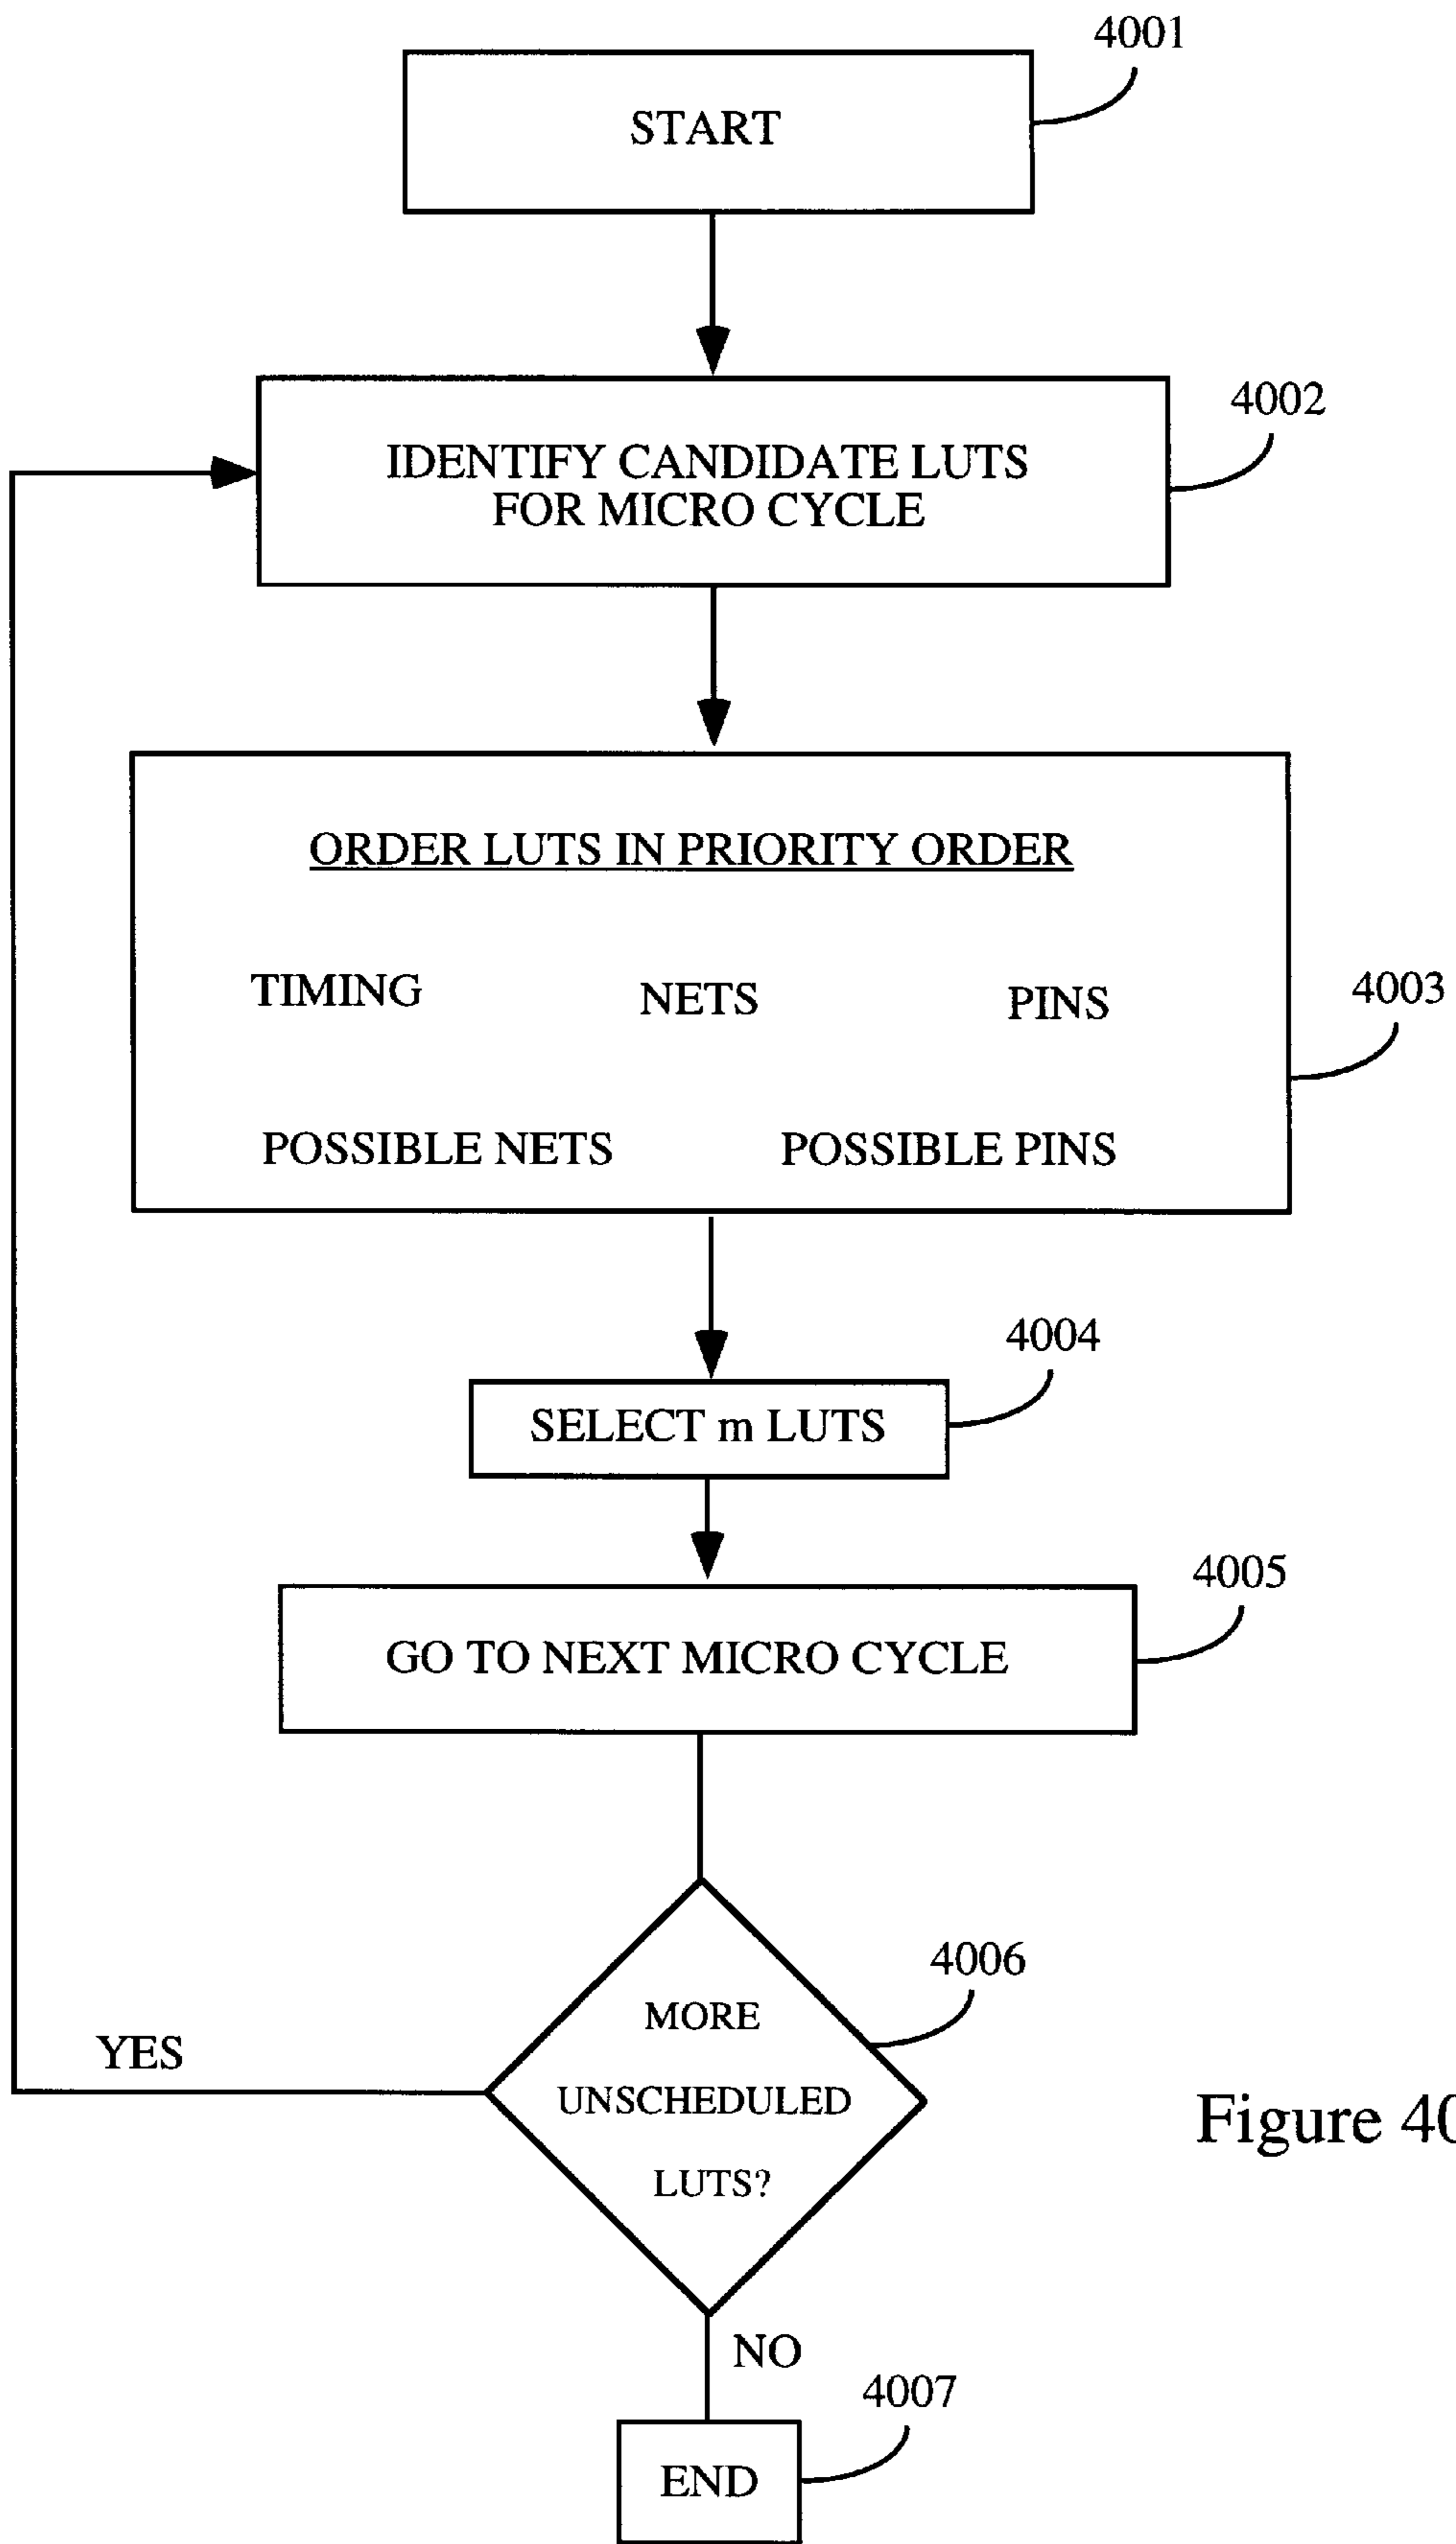 4001
START
4002
IDENTIFY CANDIDATE LUTS
FOR MICRO CYCLE
ORDER LUTS IN PRIORITY ORDER
TIMING NETS PINS
4003
POSSIBLE NETS POSSIBLE PINS
4004
SELECT m LUTS
4005
GO TO NEXT MICRO CYCLE
4006
MORE
UNSCHEDULED
LUTS?
YES
Figure 40
NO
4007
END